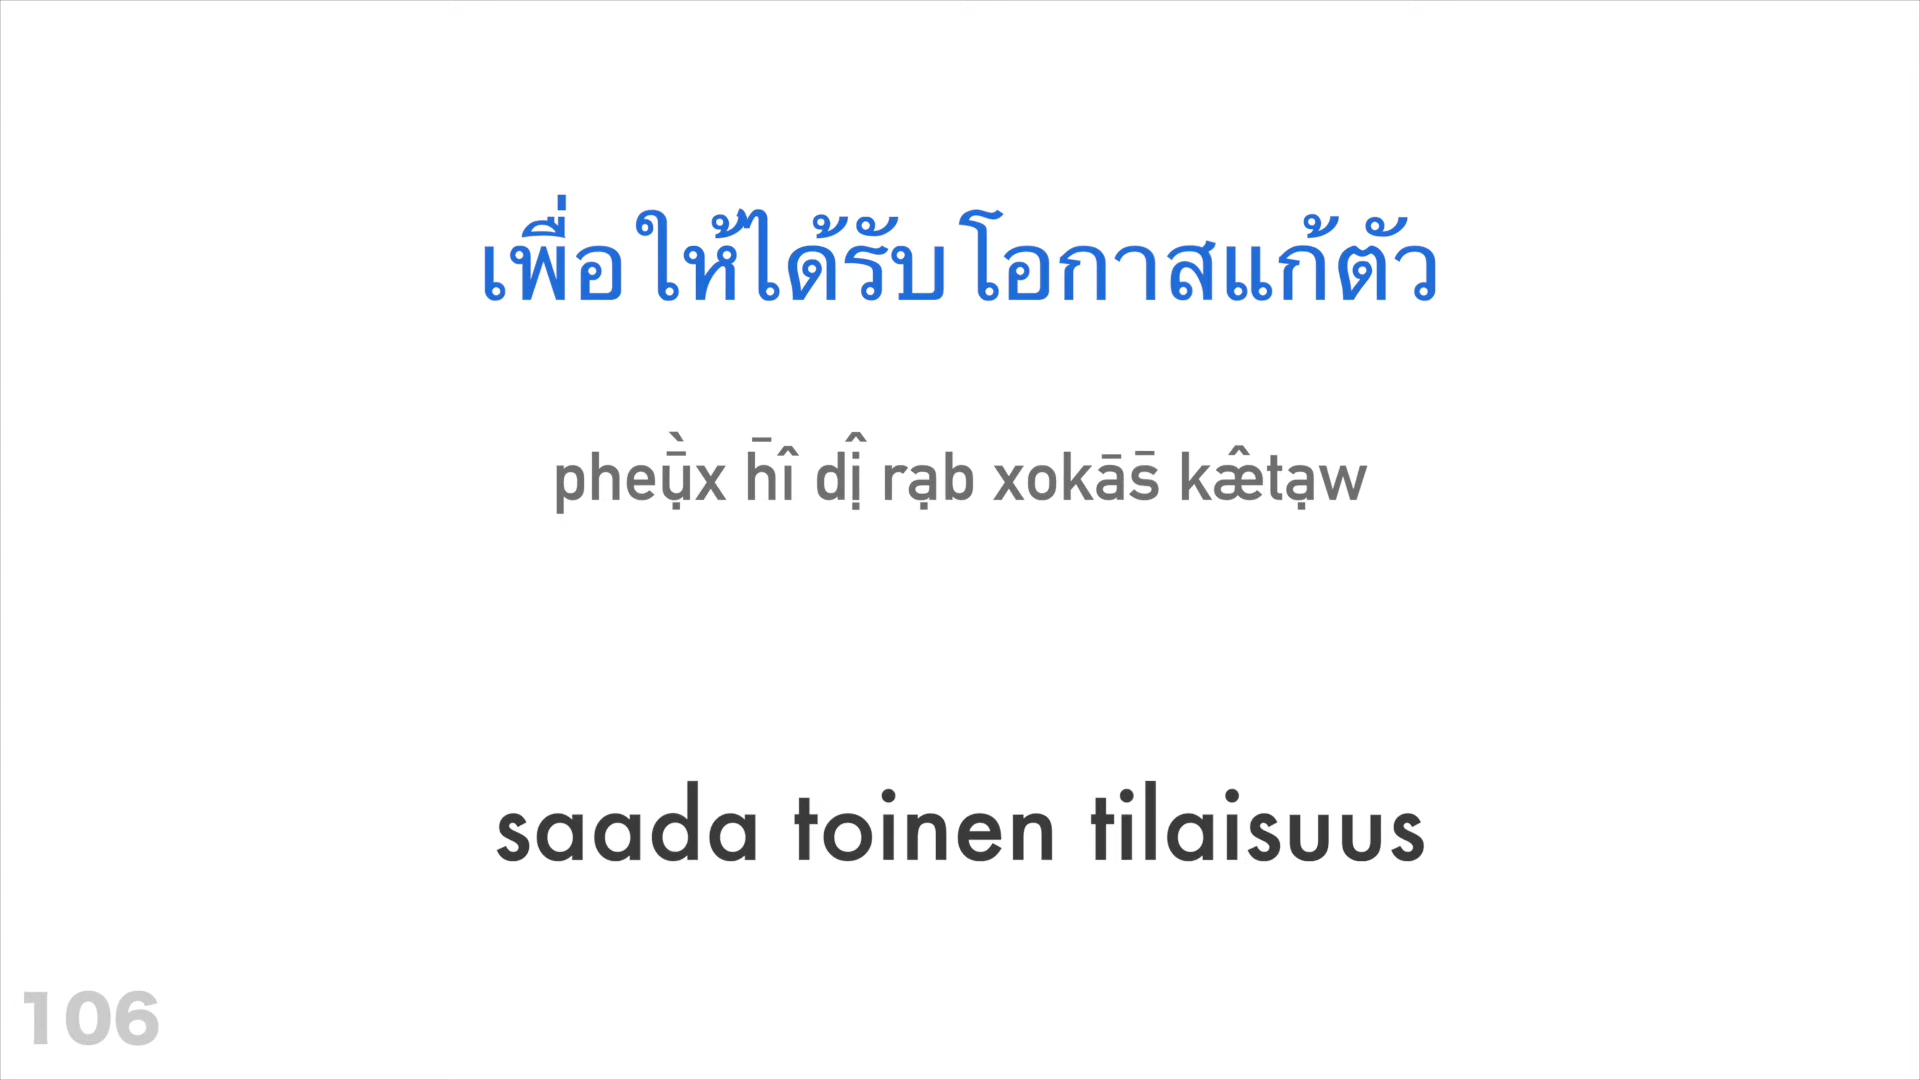 เพื่อให้ได้รับโอกาสแก้ตัว
pheụ̄̀x h̄ı̂ dị̂ rạb xokās̄ kæ̂tạw
saada toinen tilaisuus
106